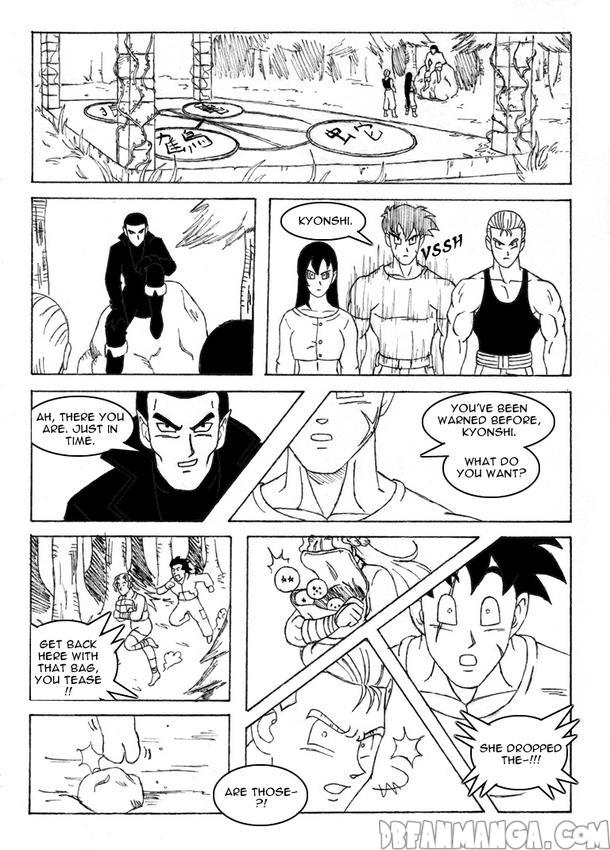 KYONSHI.
VSSH
AH, THERE YOU
ARE. JUST IN
TIME.
YOU'VE BEEN
WARNED BEFORE,
KYONSHI.
WHAT DO
YOU WANT?
GET BACK
HERE WITH
THAT BAG,
YOU TEASE
!!
SHE DROPPED
THE-!!!
ARE THOSE-
?!
DBFANMANGA.COM